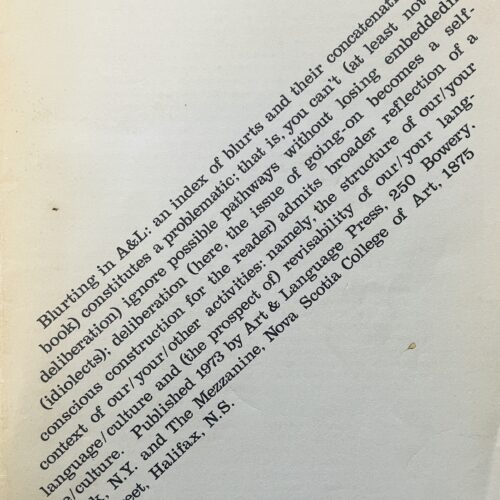 Blurting in A&L: an index of blurts and their concatenati
book) constitutes a problematic; that is, you can't (at least now
deliberation) ignore possible pathways without losing embeddedn
(idiolects); deliberation (here, the issue of going-on becomes a self-
conscious construction for the reader) admits broader reflection of a
context of our/your/other activities: namely, the structure of our/your
language/culture and (the prospect of) revisability of our/your lang-
e/culture. Published 1973 by Art & Language Press, 250 Bowery.
k, N.Y. and The Mezzanine, Nova Scotia College of Art, 1875
eet, Halifax, N.S.